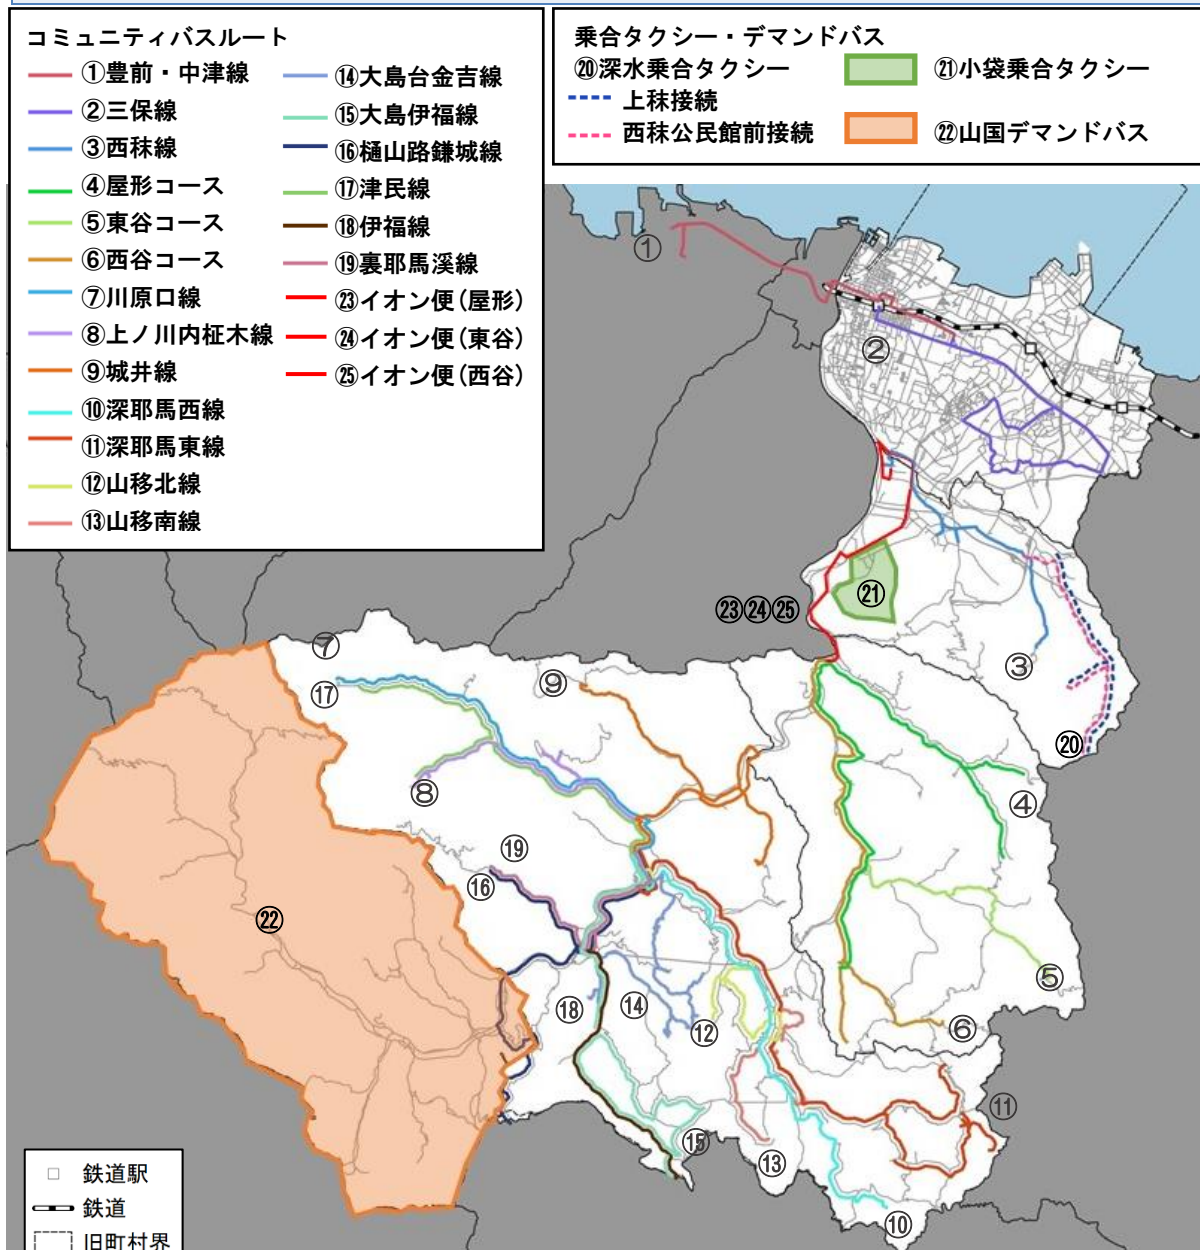 コミュニティバスルート
①豊前・中津線
②三保線
③西秣線
④屋形コース
⑤東谷コース
⑥西谷コース
⑦川原口線
⑧上ノ川内柾木線
⑨城井線
⑩深耶馬西線
⑪深耶馬東線
⑫山移北線
⑬山移南線
⑭大島台金吉線
⑮大島伊福線
⑯樋山路鎌城線
⑰津民線
⑱伊福線
⑲裏耶馬溪線
㉓イオン便(屋形)
㉔イオン便(東谷)
㉕イオン便(西谷)
乗合タクシー・デマンドバス
⑳深水乗合タクシー
上秣接続
西秣公民館前接続
㉑小袋乗合タクシー
㉒山国デマンドバス
①
②
㉑
㉓㉔㉕
③
⑦
⑨
⑰
⑳
⑧
④
⑲
⑯
㉒
⑤
⑱
⑭
⑫
⑥
⑪
⑮
⑬
⑩
鉄道駅
鉄道
旧町村界